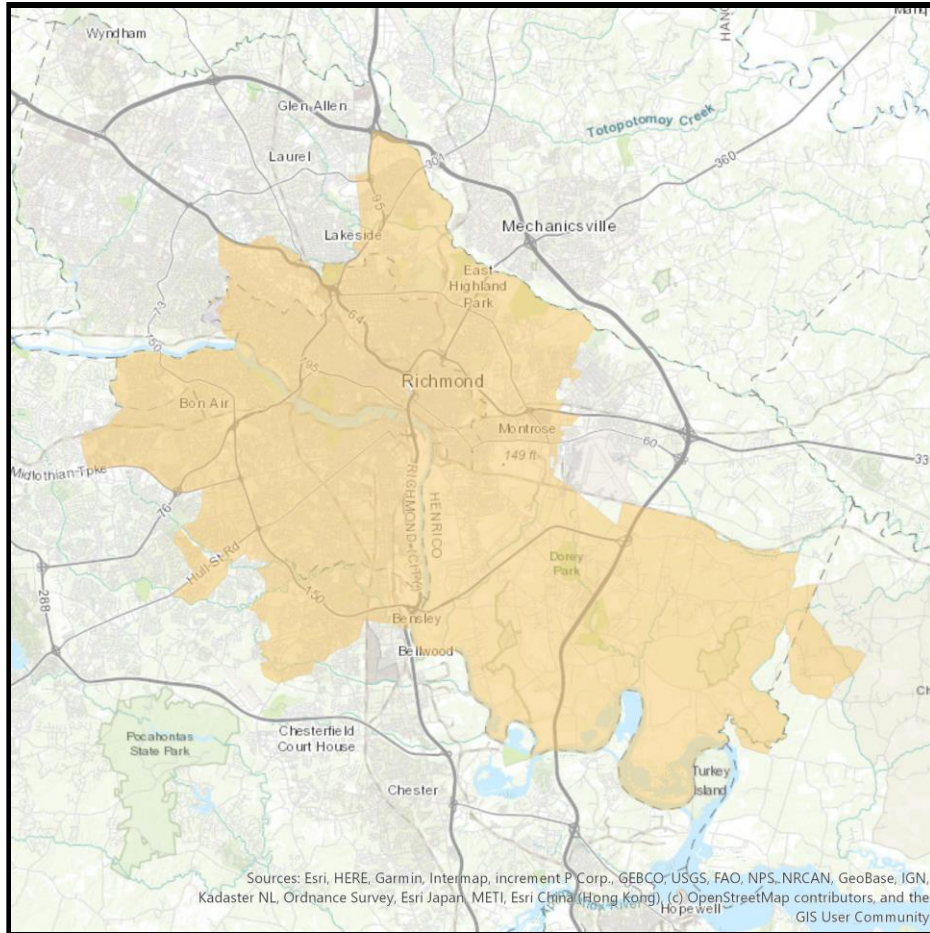 Wyndham
HANO
Glen Allen
Totopotomoy Creek
Laurel
360
301
95
Lakeside
Mechanicsville
East
Highland
Park
73
64
150
195
Richmond
Bon Air
Montrose
60
149 ft
33
Midlothian-Tpke
76
RICHMOND (CITY)
HENRICO
Hull-St-Rd
Dorey
Park
288
150
Bensley
Bellwood
Ch
Pocahontas
State Park
Chesterfield
Court House
Turkey
Island
Chester
Sources: Esri, HERE, Garmin, Intermap, increment P Corp., GEBCO, USGS, FAO, NPS, NRCAN, GeoBase, IGN,
Kadaster NL, Ordnance Survey, Esri Japan, METI, Esri China (Hong Kong), (c) OpenStreetMap contributors, and the
GIS User Community
Hopewell